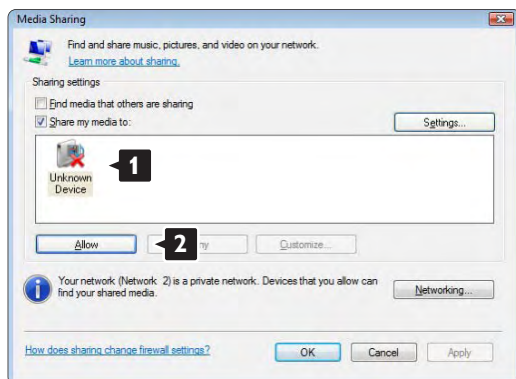 Media Sharing
Find and share music, pictures, and video on your network.
Learn more about sharing.
Sharing settings
Find media that others are sharing
Share my media to:
Settings...
Unknown
Device
1
Allow
2
ny
Customize...
Your network (Network 2) is a private network. Devices that you allow can
find your shared media.
Networking...
How does sharing change firewall settings?
OK
Cancel
Apply